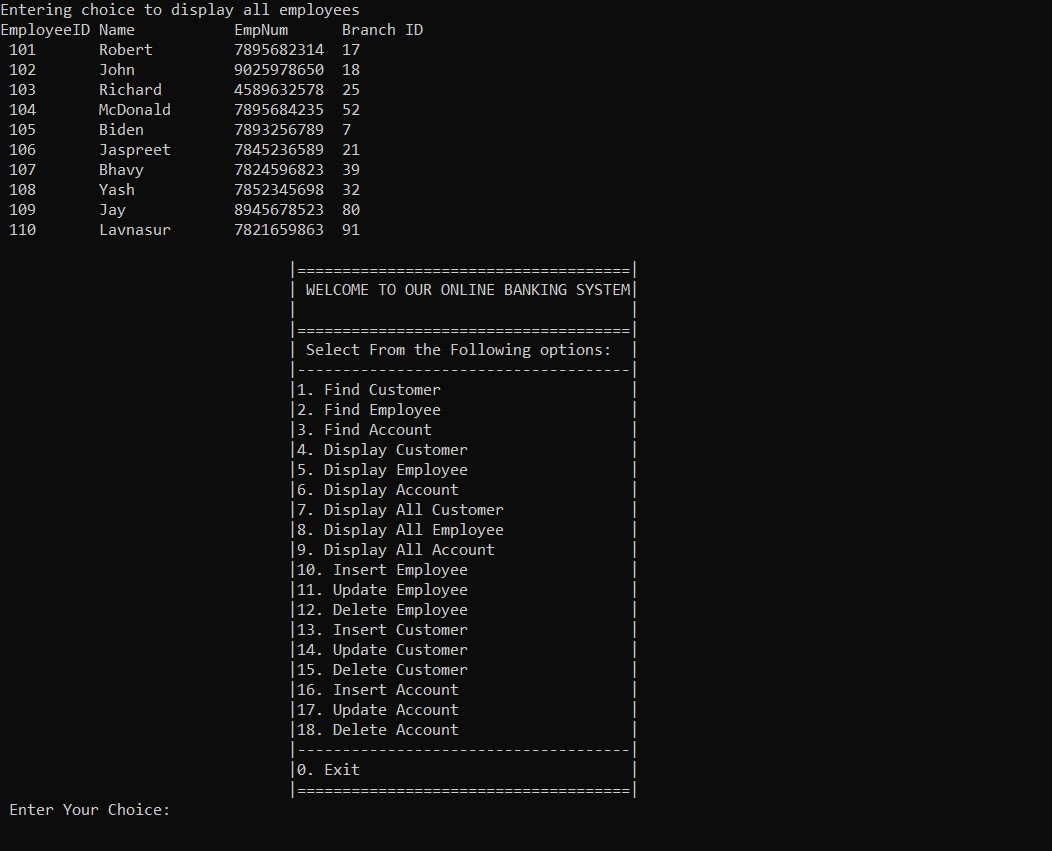 Entering choice to display all employees
EmployeeID Name           EmpNum      Branch ID
 101       Robert         7895682314  17
 102       John           9025978650  18
 103       Richard        4589632578  25
 104       McDonald       7895684235  52
 105       Biden          7893256789  7
 106       Jaspreet       7845236589  21
 107       Bhavy          7824596823  39
 108       Yash           7852345698  32
 109       Jay            8945678523  80
 110       Lavnasur       7821659863  91
|=====================================|
| WELCOME TO OUR ONLINE BANKING SYSTEM|
|                                     |
|=====================================|
| Select From the Following options:  |
|-------------------------------------|
|1. Find Customer                     |
|2. Find Employee                     |
|3. Find Account                      |
|4. Display Customer                  |
|5. Display Employee                  |
|6. Display Account                   |
|7. Display All Customer              |
|8. Display All Employee              |
|9. Display All Account               |
|10. Insert Employee                  |
|11. Update Employee                  |
|12. Delete Employee                  |
|13. Insert Customer                  |
|14. Update Customer                  |
|15. Delete Customer                  |
|16. Insert Account                   |
|17. Update Account                   |
|18. Delete Account                   |
|-------------------------------------|
|0. Exit                              |
|=====================================|
 Enter Your Choice: